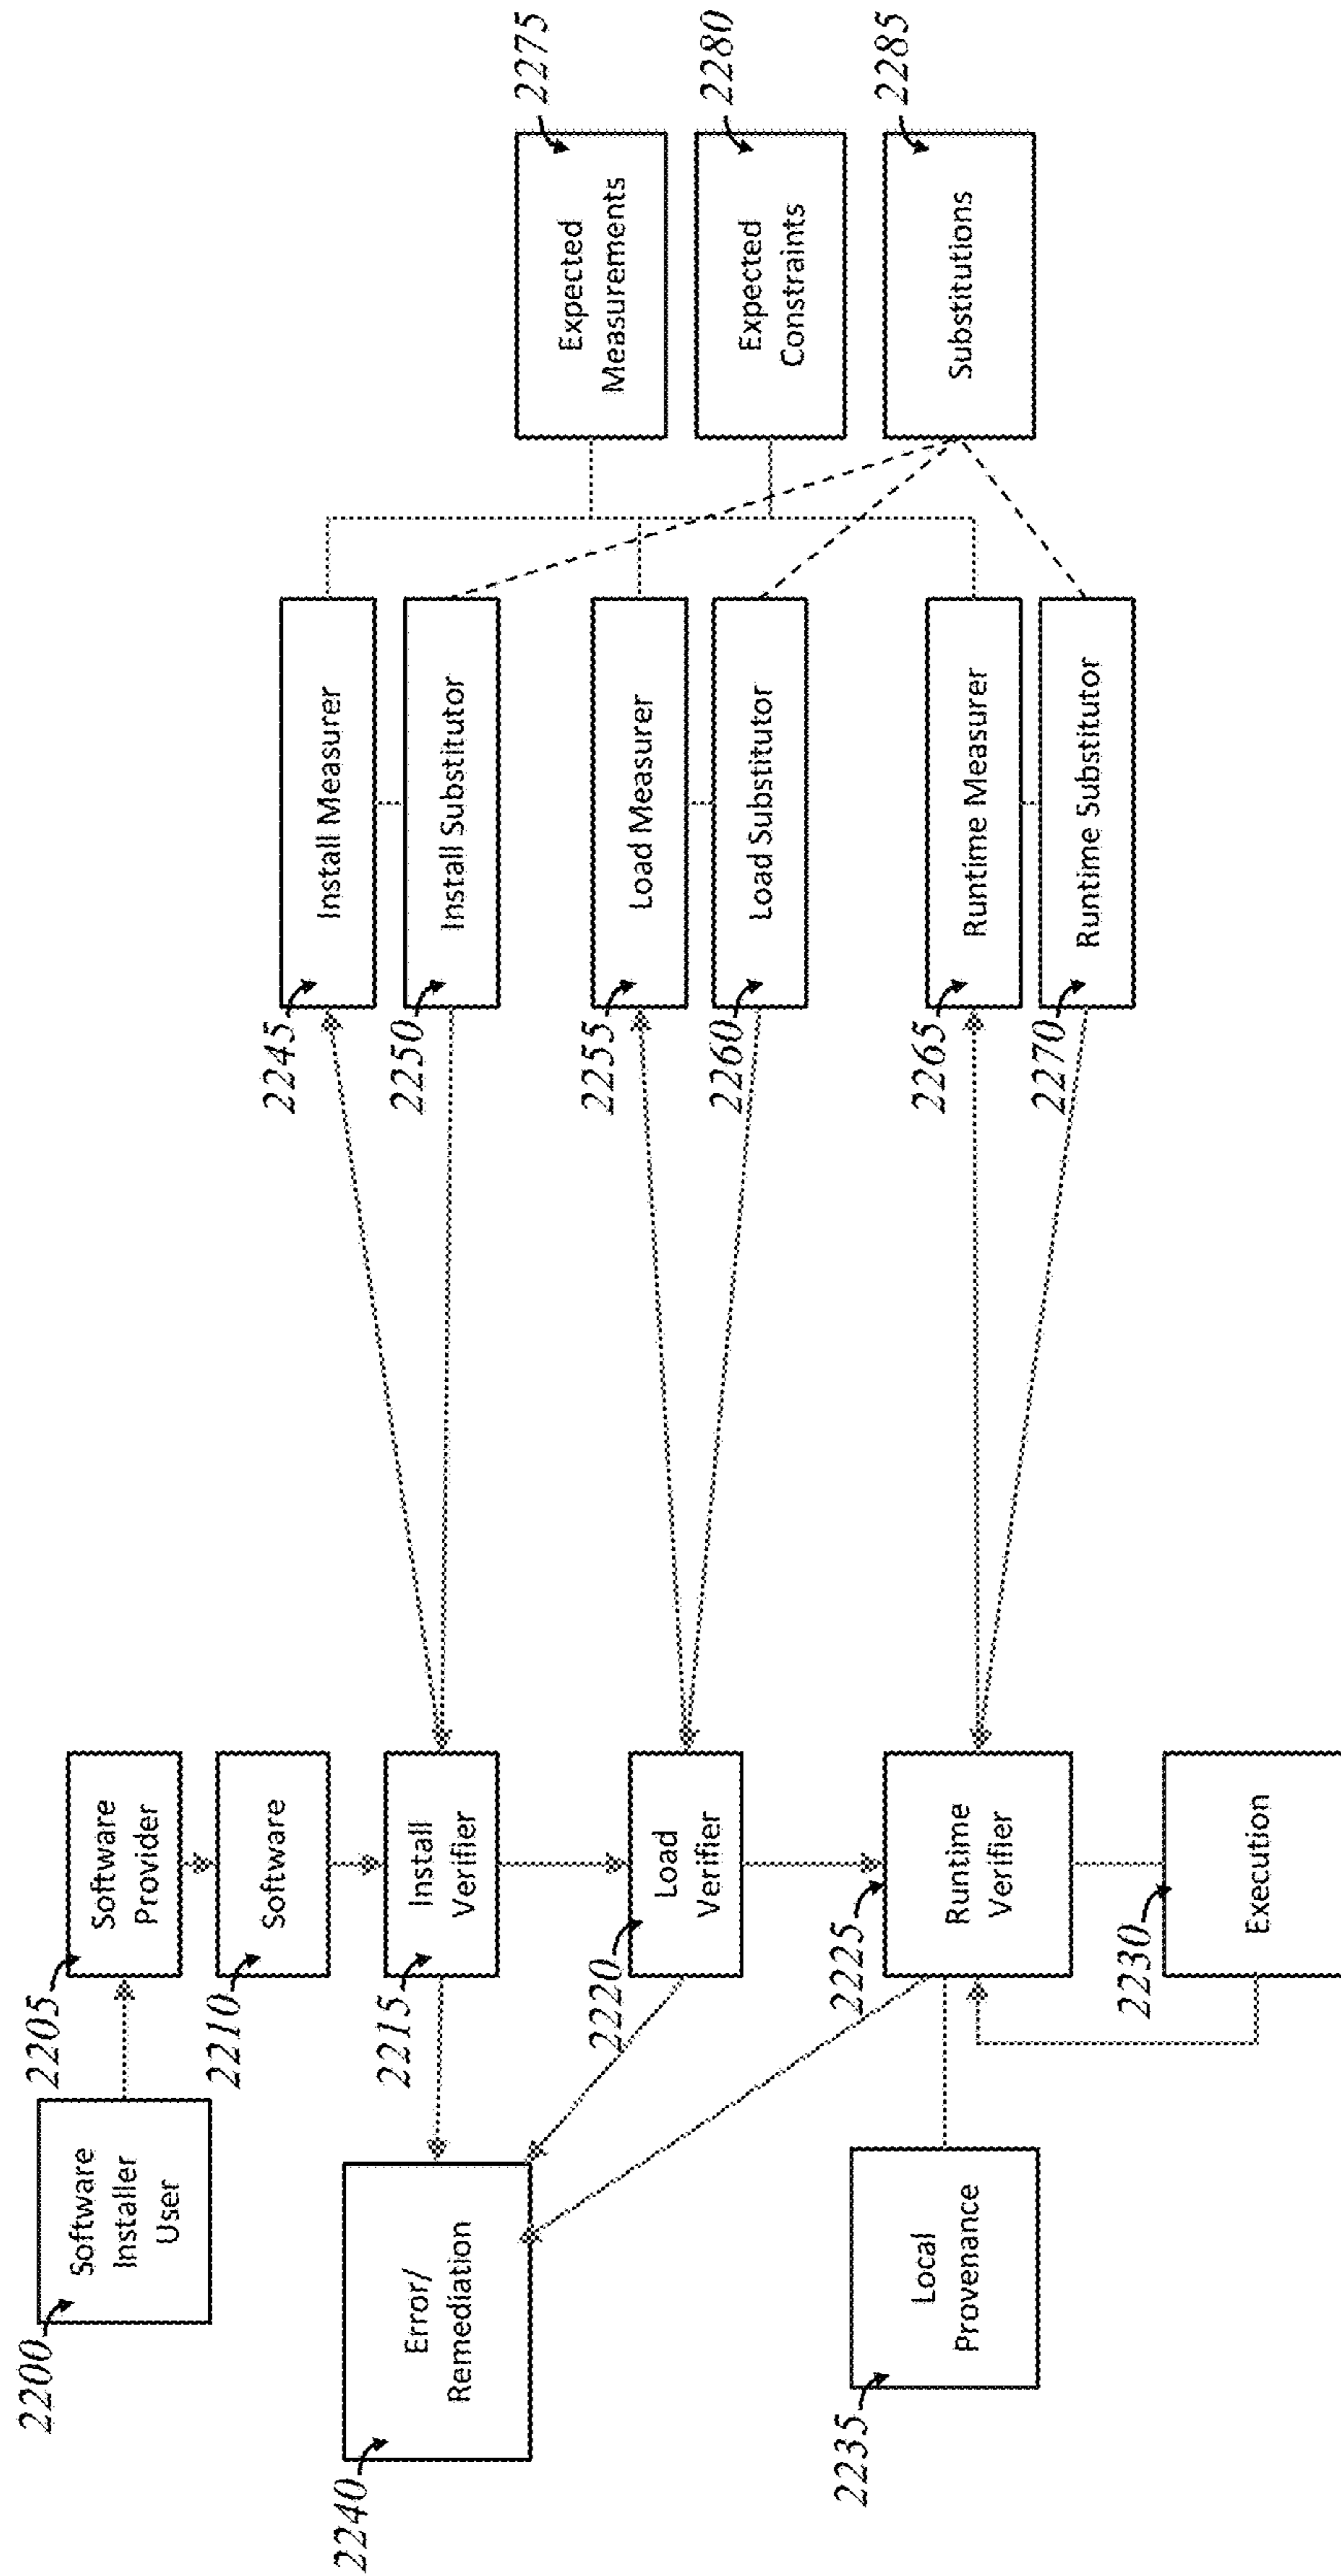 2200
Software
Installer
User
2205
Software
Provider
2210
Software
2215
Install
Verifier
2220
Load
Verifier
2225
Runtime
Verifier
2230
Execution
2235
Local
Provenance
2240
Error/
Remediation
2245
Install Measurer
2250
Install Substitutor
2255
Load Measurer
2260
Load Substitutor
2265
Runtime Measurer
2270
Runtime Substitutor
2275
Expected
Measurements
2280
Expected
Constraints
2285
Substitutions